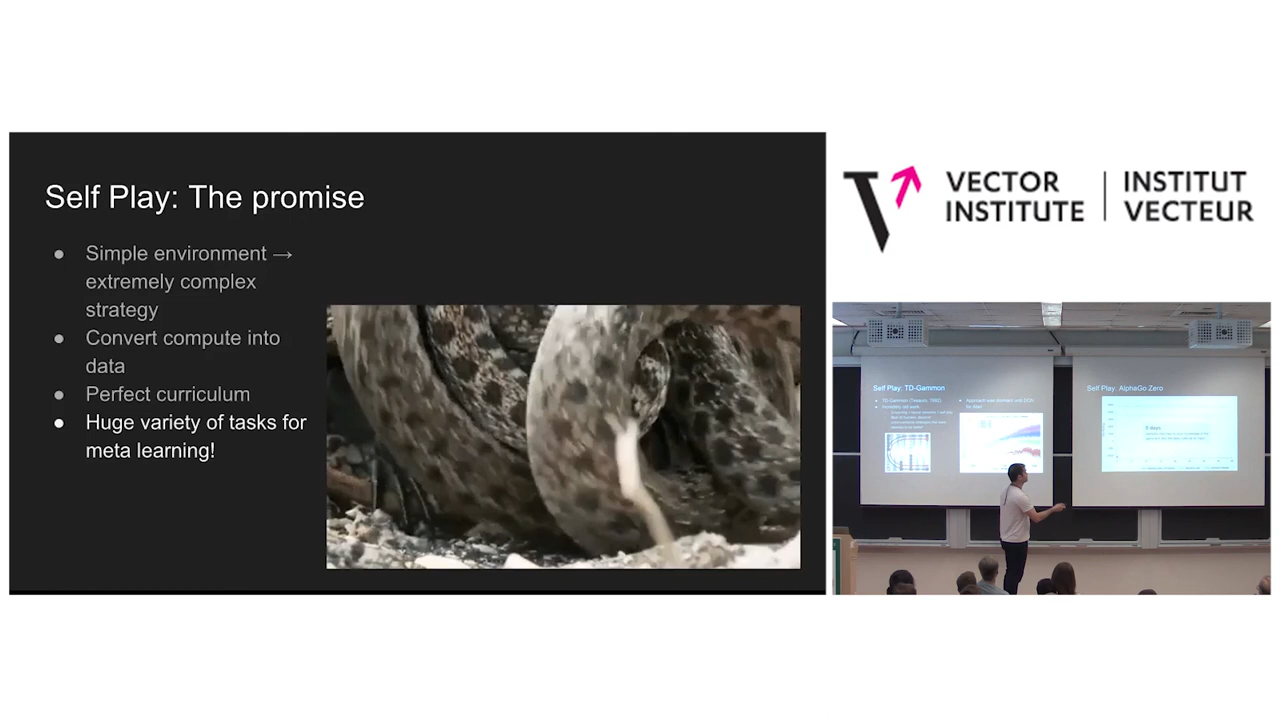 Self Play: The promise
● Simple environment →
extremely complex
strategy
● Convert compute into
data
● Perfect curriculum
● Huge variety of tasks for
meta learning!
VECTOR
INSTITUTE
INSTITUT
VECTEUR
Self Play: TD-Gammon
Self Play: AlphaGo Zero